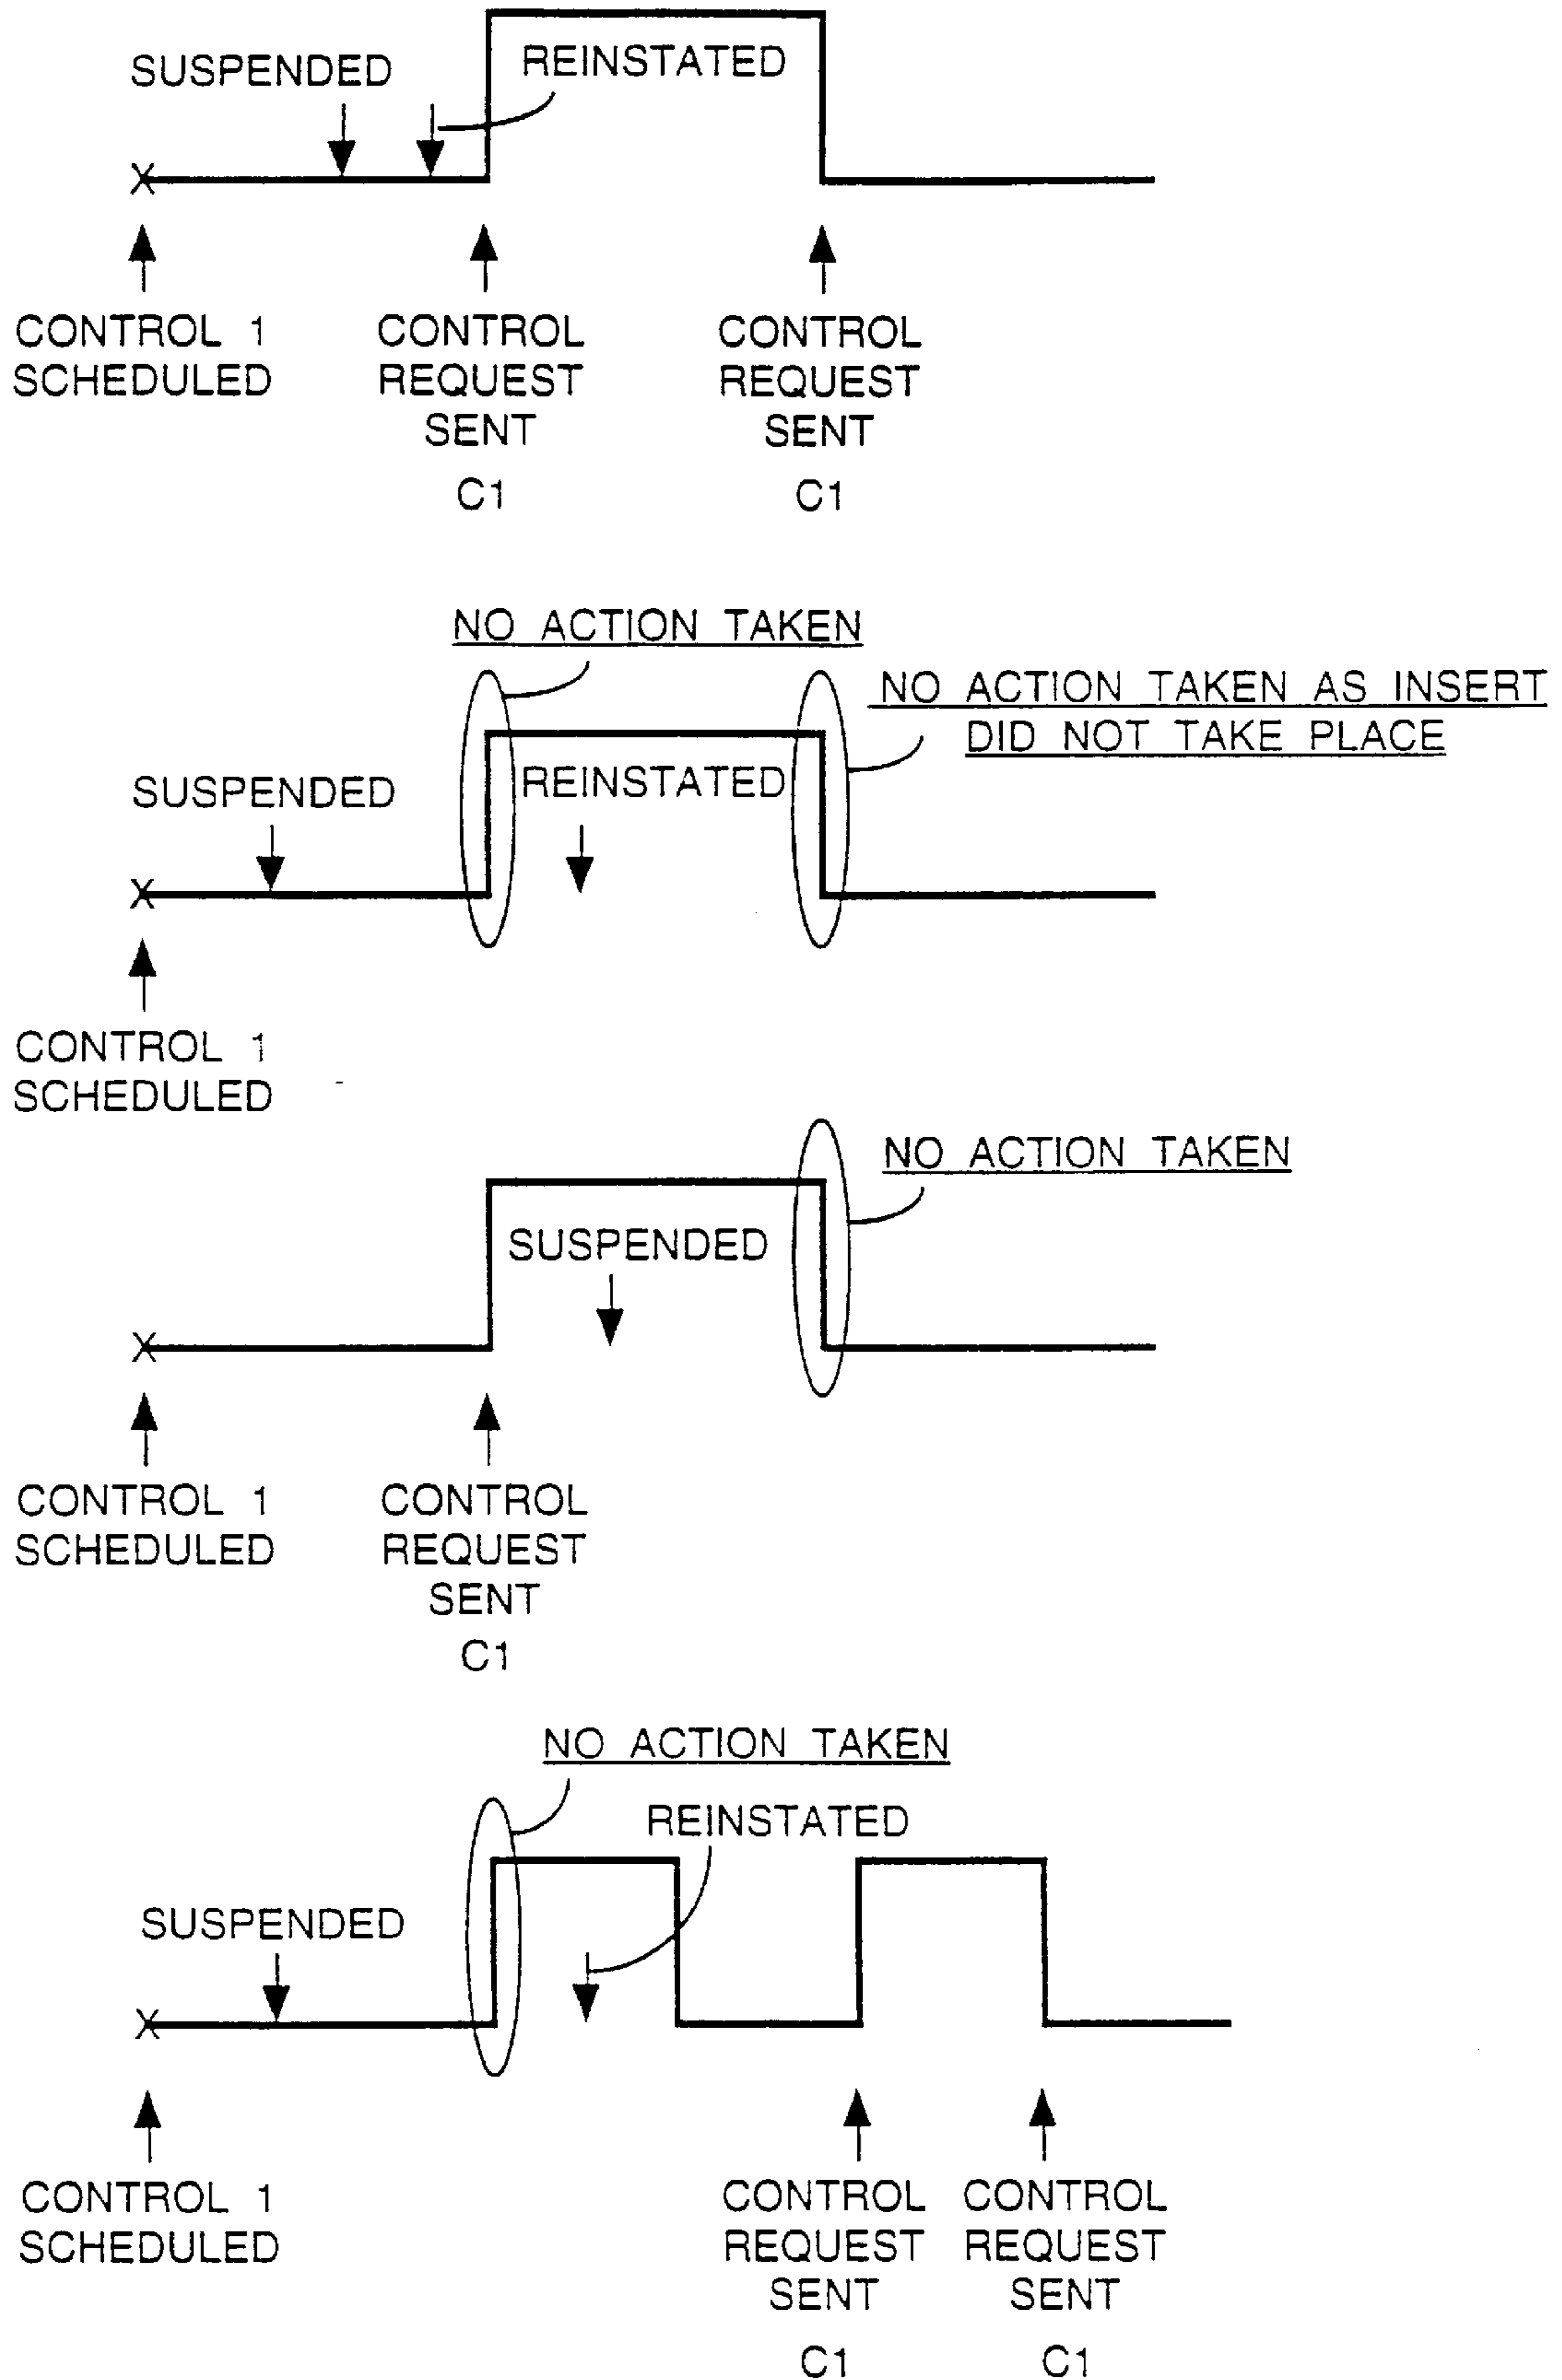 SUSPENDED
REINSTATED
CONTROL 1
SCHEDULED
CONTROL
REQUEST
SENT
C1
CONTROL
REQUEST
SENT
C1
NO ACTION TAKEN
NO ACTION TAKEN AS INSERT
DID NOT TAKE PLACE
SUSPENDED
REINSTATED
CONTROL 1
SCHEDULED
NO ACTION TAKEN
SUSPENDED
CONTROL 1
SCHEDULED
CONTROL
REQUEST
SENT
C1
NO ACTION TAKEN
REINSTATED
SUSPENDED
CONTROL 1
SCHEDULED
CONTROL
REQUEST
SENT
C1
CONTROL
REQUEST
SENT
C1